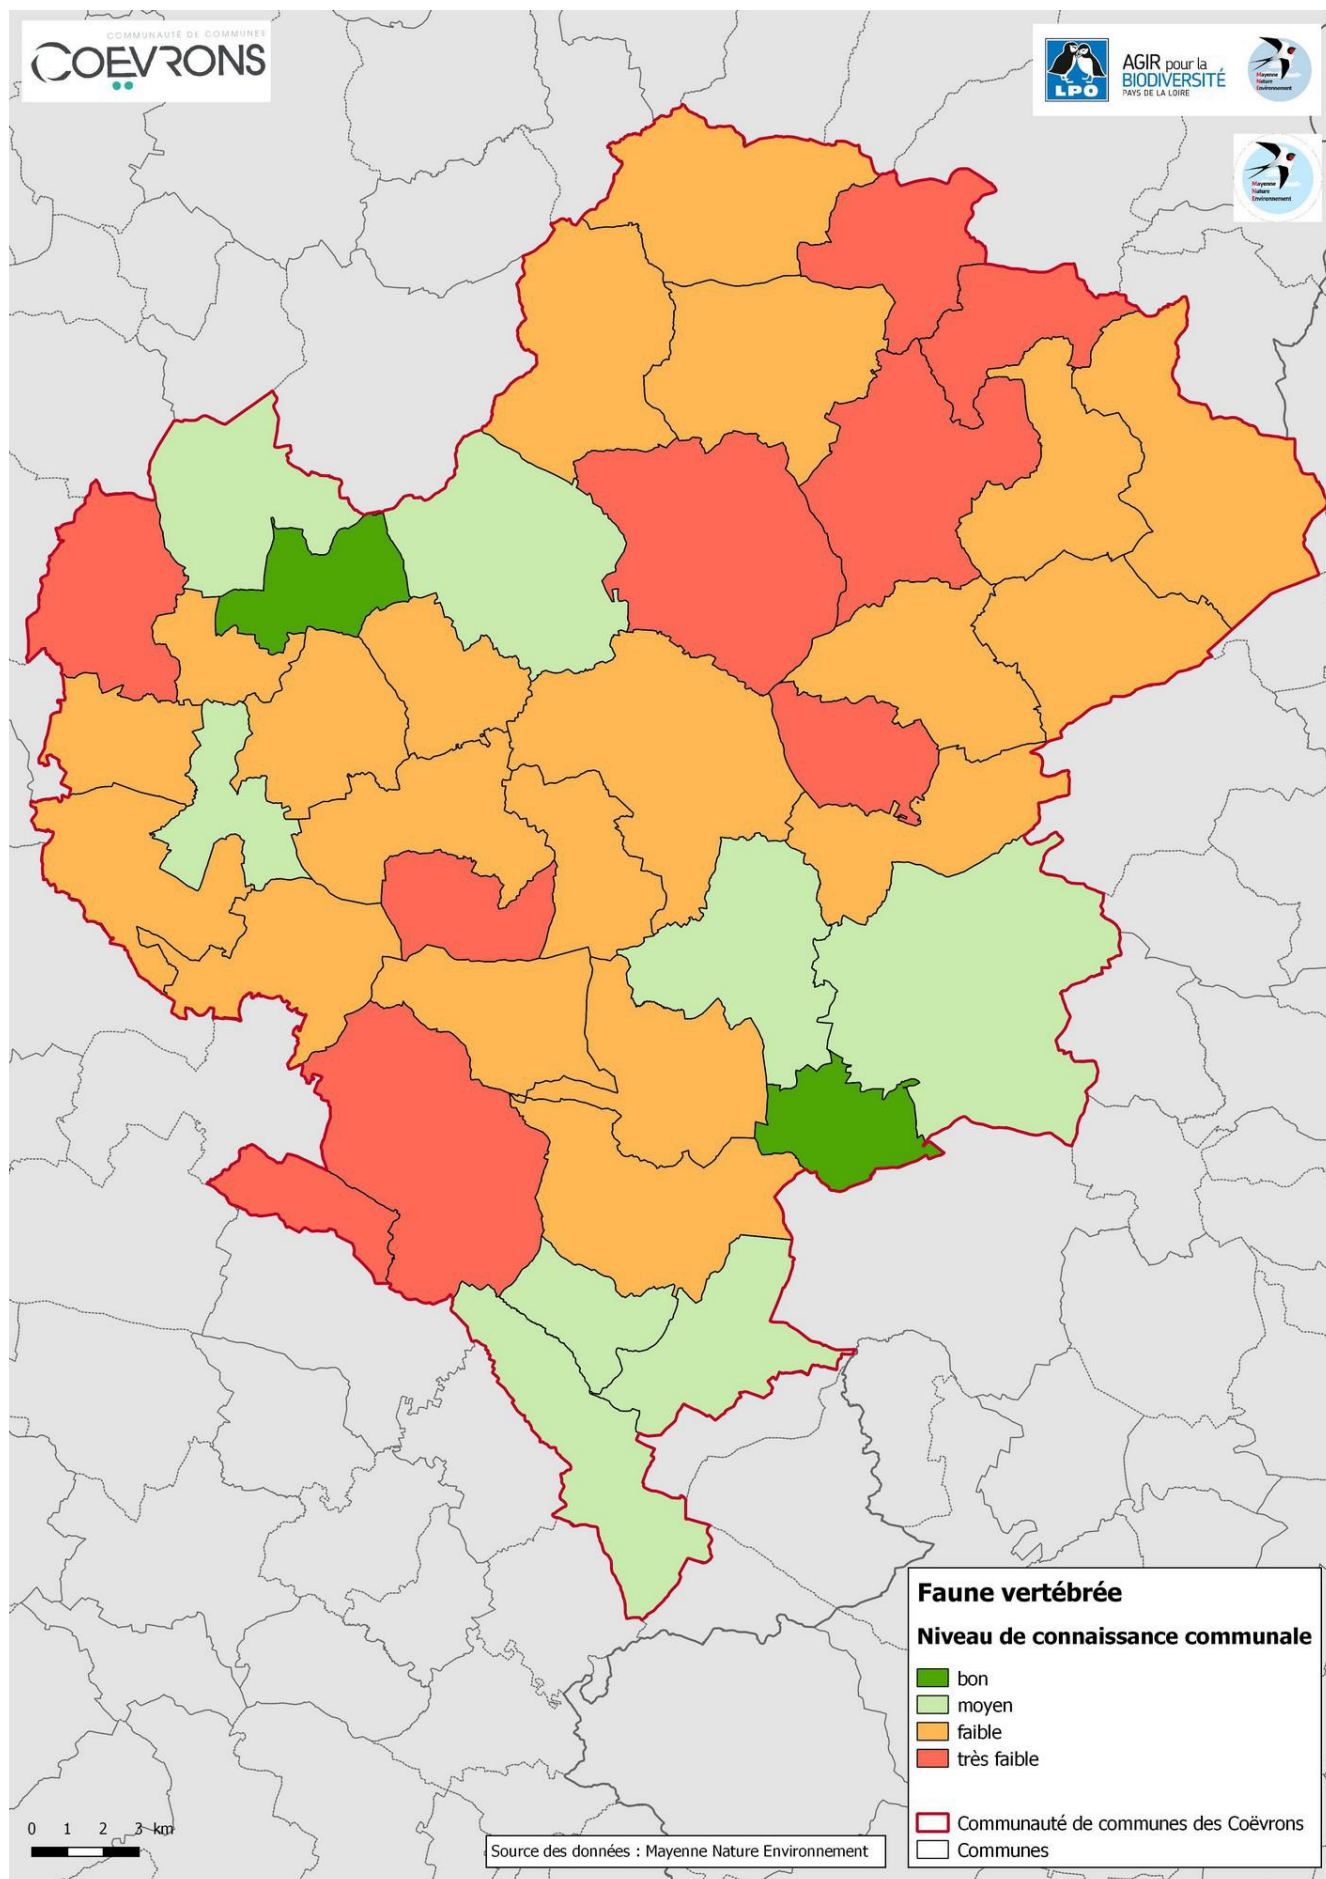 COMMUNAUTÉ DE COMMUNES
COEVRONS
LPO
AGIR pour la
BIODIVERSITÉ
PAYS DE LA LOIRE
Mayenne
Nature
Environnement
Mayenne
Nature
Environnement
Faune vertébrée
Niveau de connaissance communale
bon
moyen
faible
très faible
Communauté de communes des Coëvrons
Communes
0 1 2 3 km
Source des données : Mayenne Nature Environnement